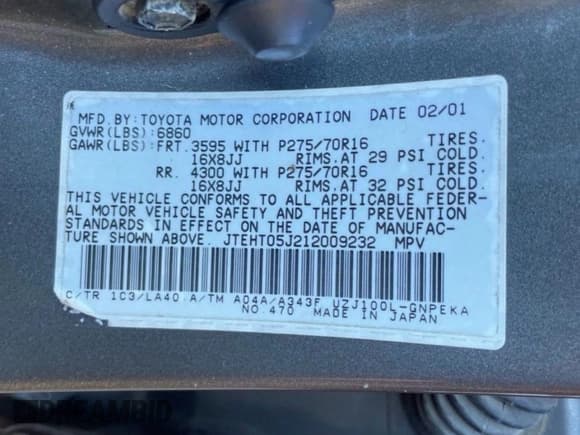 MFD.BY:TOYOTA MOTOR CORPORATION DATE 02/01
GVWR(LBS):6860
GAWR(LBS):FRT.3595 WITH P275/70R16 TIRES.
16X8JJ RIMS.AT 29 PSI COLD.
RR. 4300 WITH P275/70R16 TIRES.
16X8JJ RIMS.AT 32 PSI COLD.
THIS VEHICLE CONFORMS TO ALL APPLICABLE FEDER-
AL MOTOR VEHICLE SAFETY AND THEFT PREVENTION
STANDARDS IN EFFECT ON THE DATE OF MANUFAC-
TURE SHOWN ABOVE. JTEHT05J212009232 MPV
C/TR 1C3/LA40 A/TM A04A/A343F UZJ100L-GNPEKA
NO.470 MADE IN JAPAN
DREAMBID